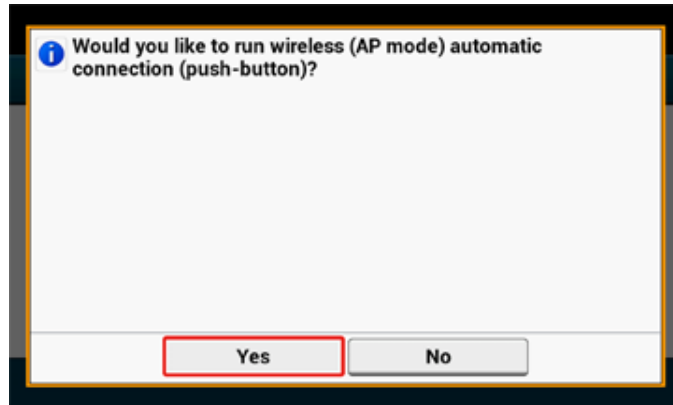 Would you like to run wireless (AP mode) automatic
connection (push-button)?
Yes
No